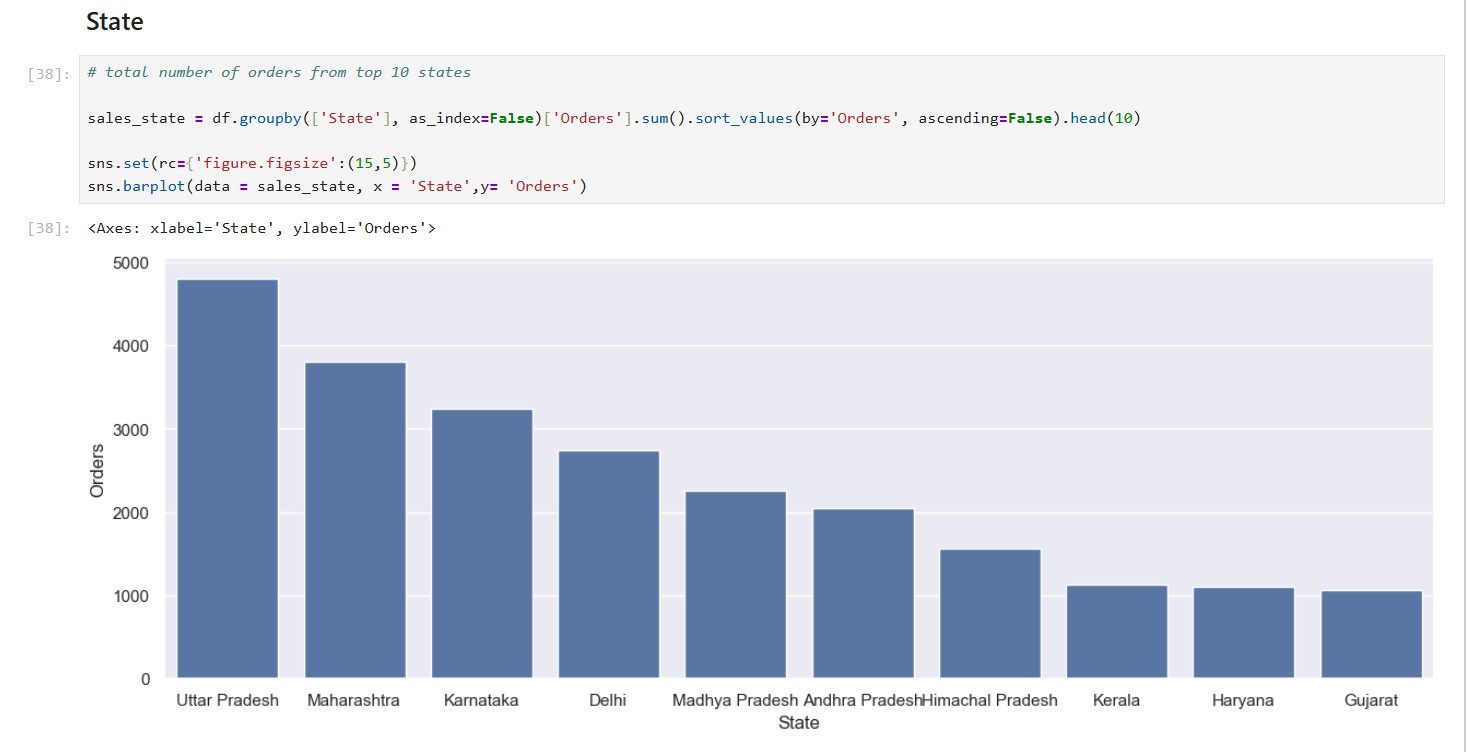 State
[38]: # total number of orders from top 10 states
sales_state = df.groupby(['State'], as_index=False)['Orders'].sum().sort_values(by='Orders', ascending=False).head(10)
sns.set(rc={'figure.figsize':(15,5)})
sns.barplot(data = sales_state, x = 'State',y= 'Orders')
[38]: <Axes: xlabel='State', ylabel='Orders'>
5000
4000
3000
2000
1000
0
Orders
Uttar Pradesh Maharashtra Karnataka Delhi Madhya Pradesh Andhra Pradesh Himachal Pradesh Kerala Haryana Gujarat
State